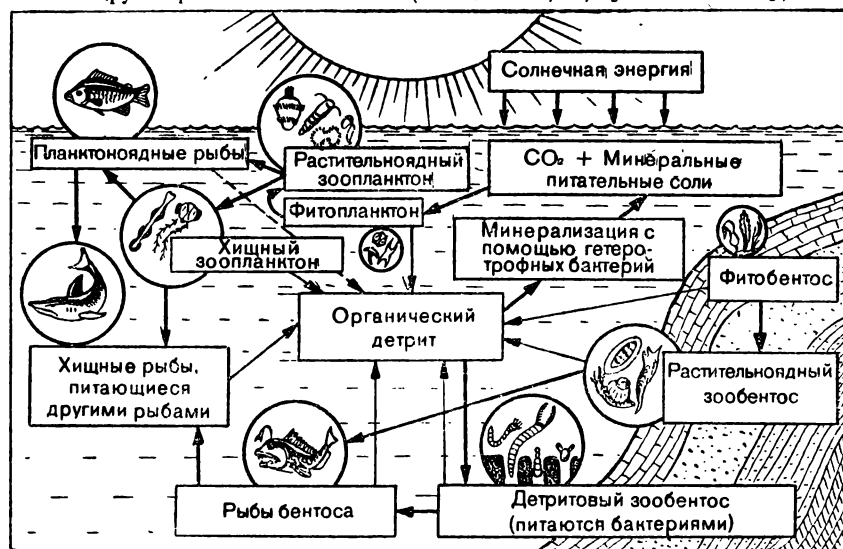 Солнечная энергия
Планктоноядные рыбы
Растительноядный
зоопланктон
CO₂ + Минеральные
питательные соли
Фитопланктон
Хищный
зоопланктон
Минерализация с
помощью гетеро-
трофных бактерий
Фитобентос
Органический
детрит
Хищные рыбы,
питающиеся
другими рыбами
Растительноядный
зообентос
Рыбы бентоса
Детритовый зообентос
(питаются бактериями)